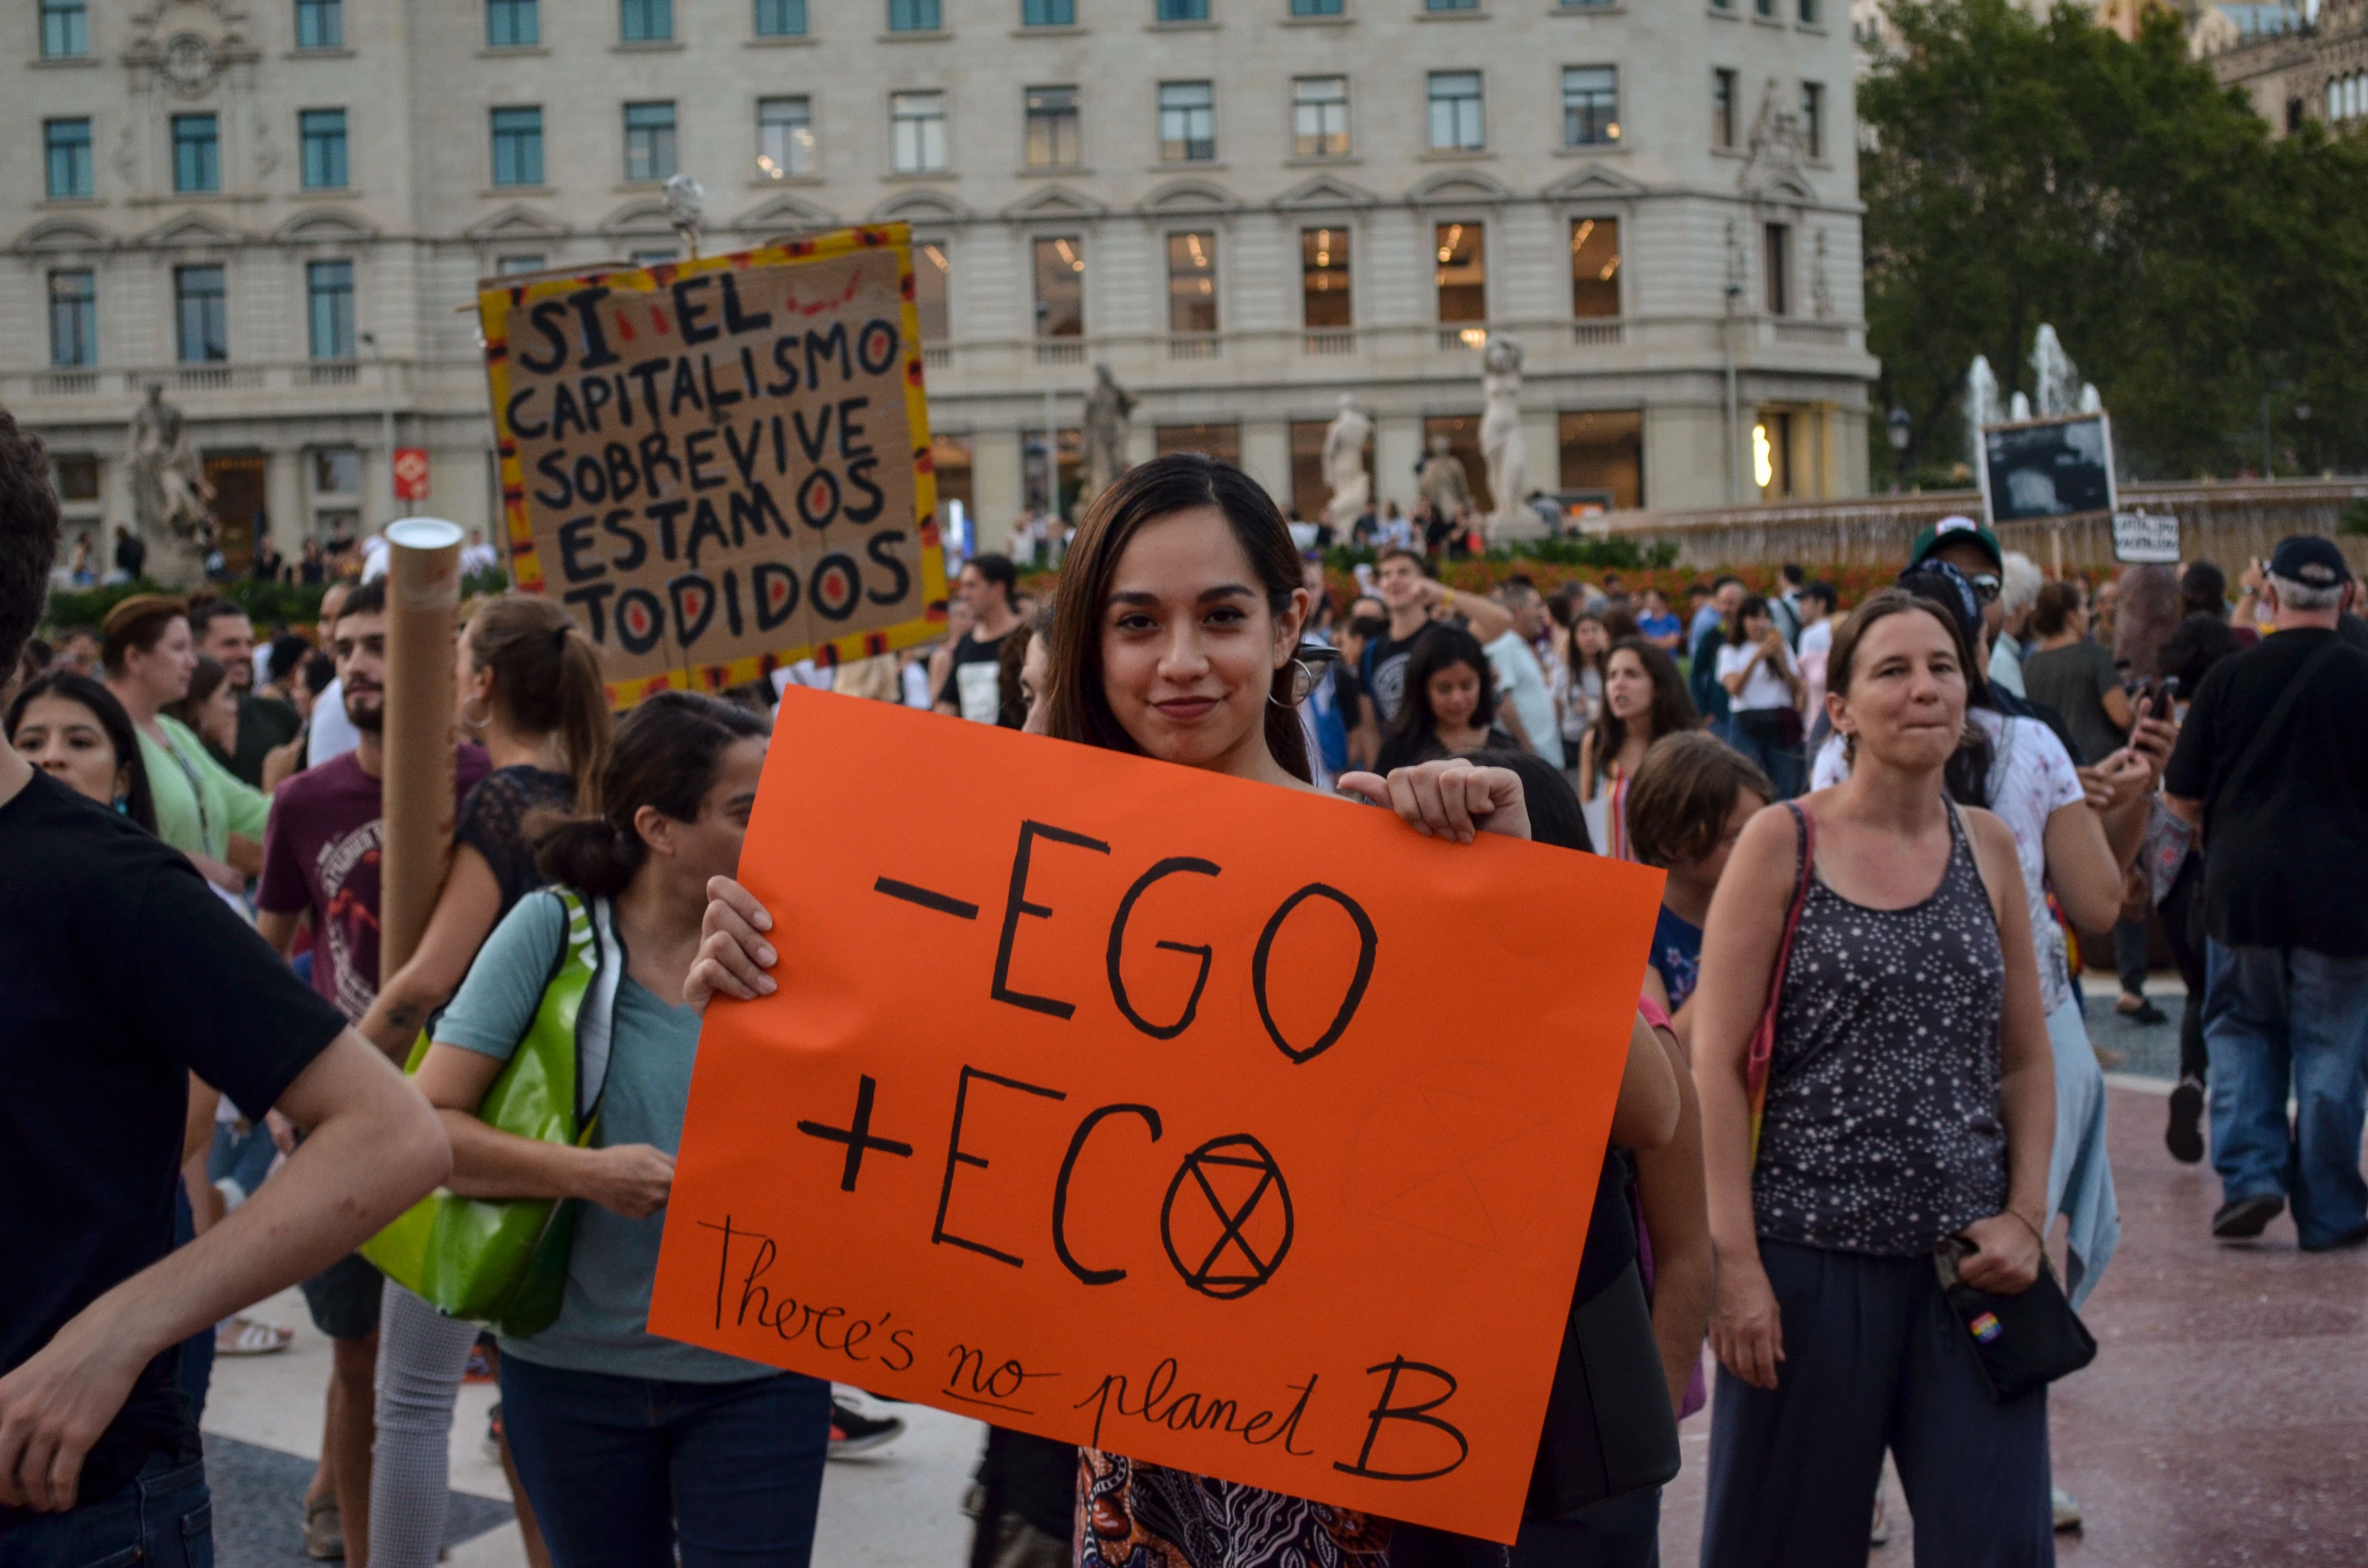 SI EL
CAPITALISMO
SOBREVIVE
ESTAMOS
TODIDOS
-EGO
+ECO
There's no planet B